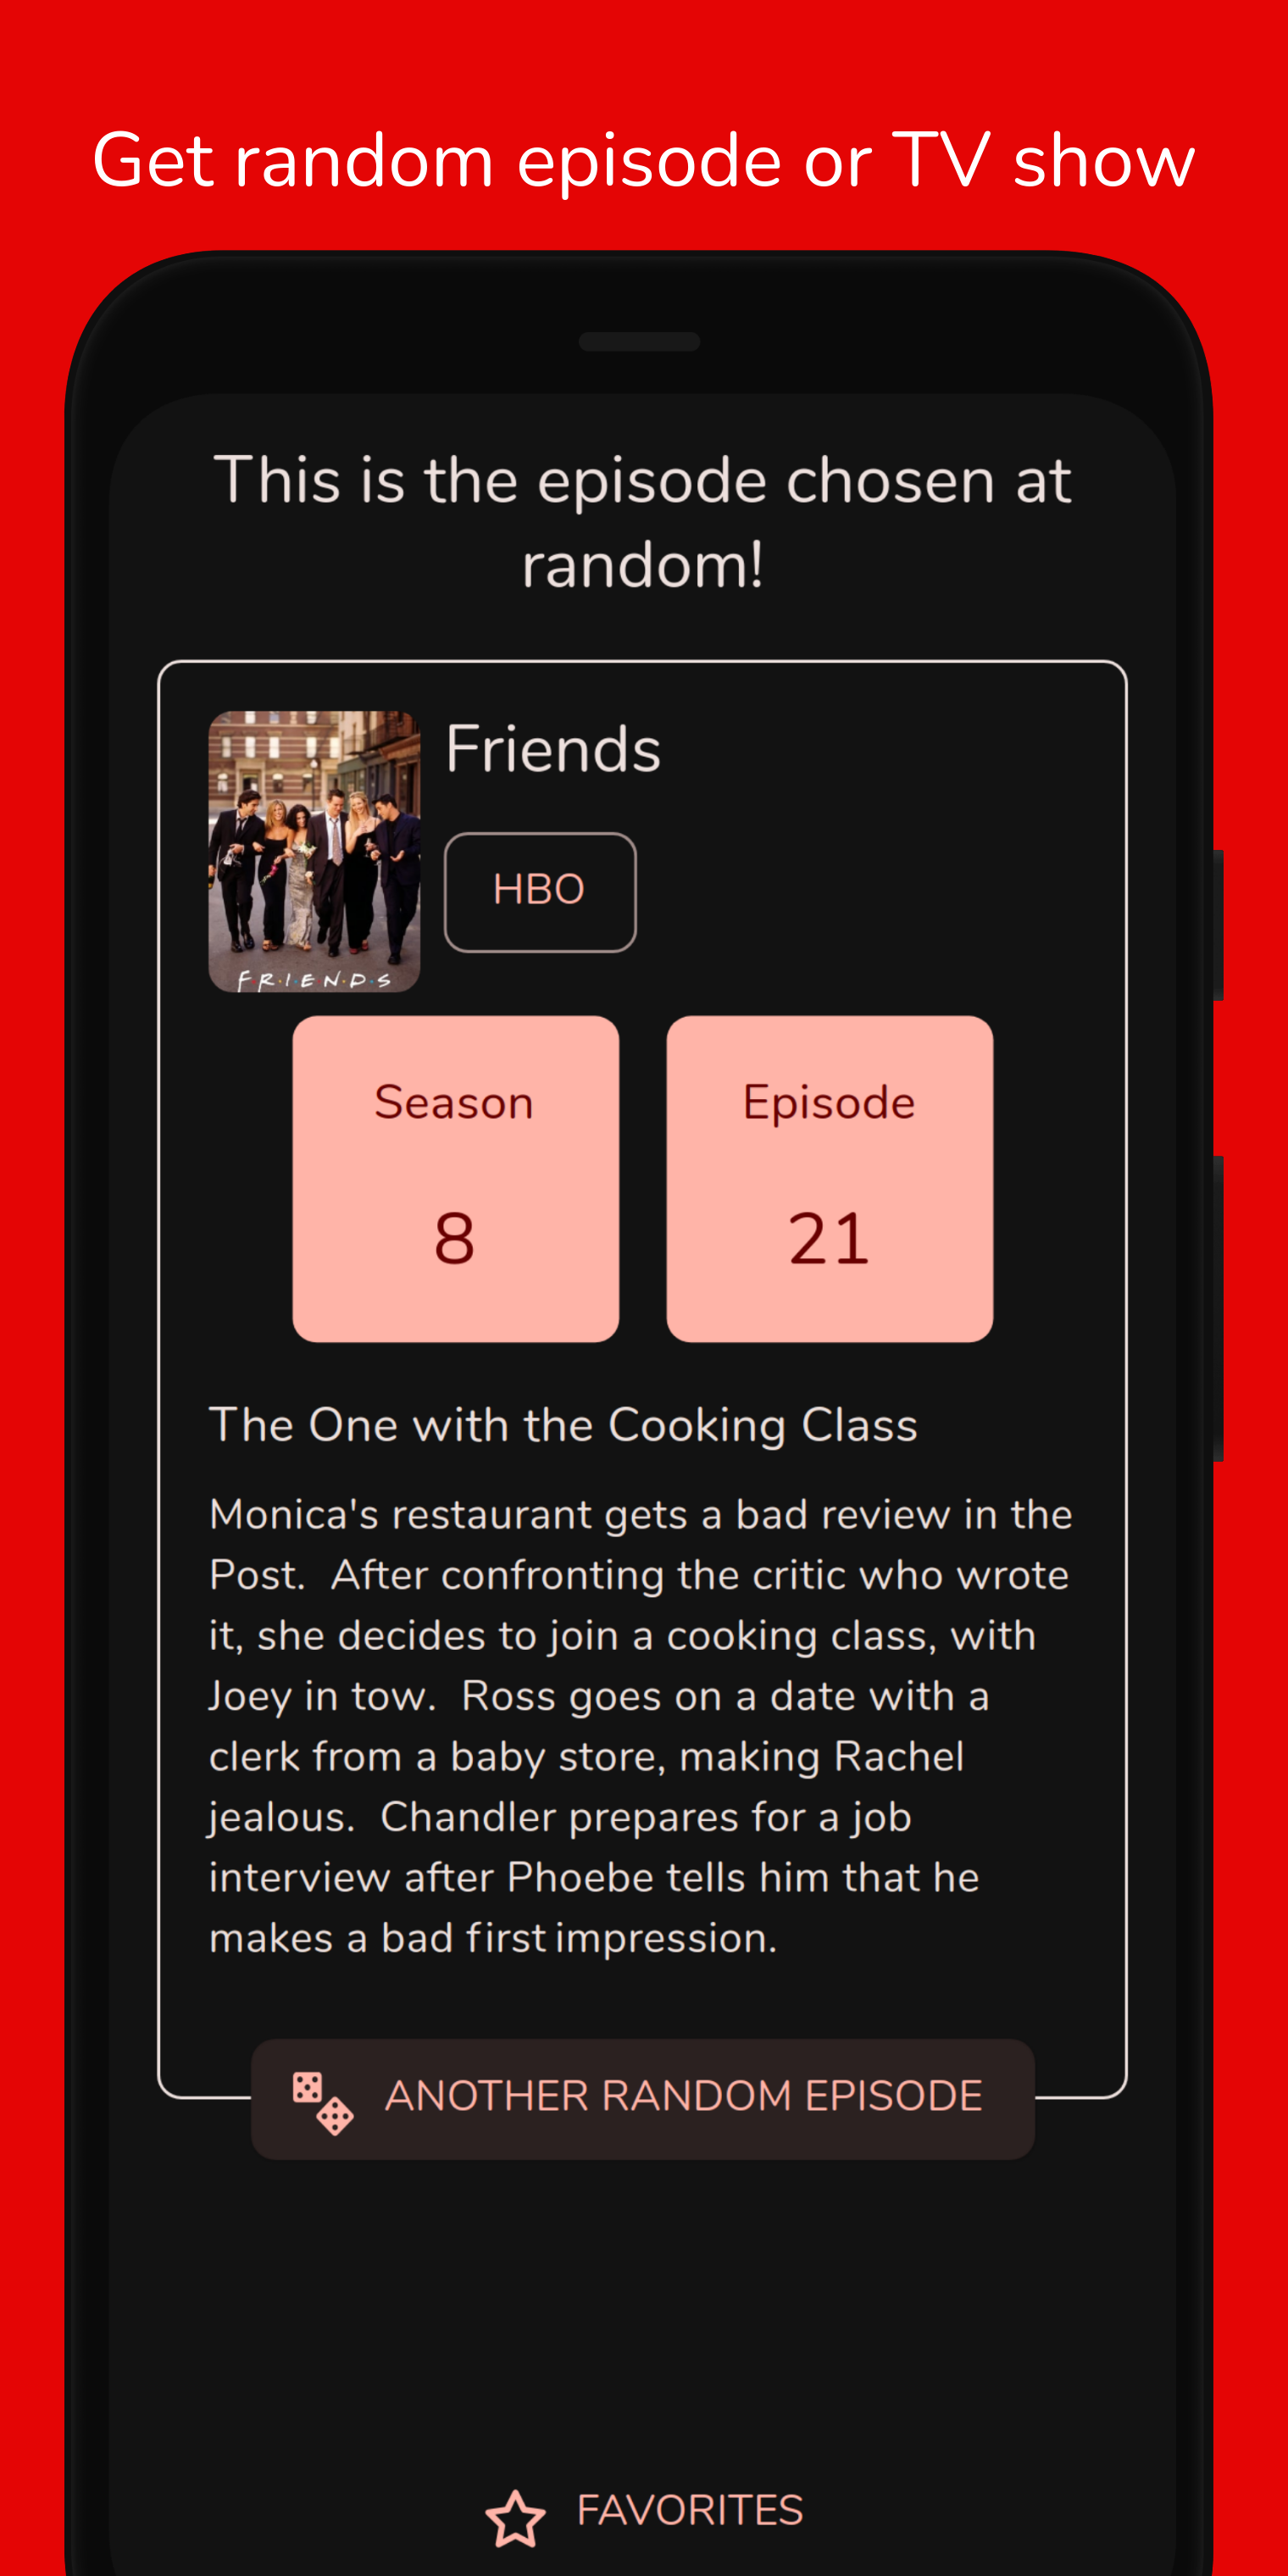 Get random episode or TV show
This is the episode chosen at
random!
Friends
HBO
F·R·I·E·N·D·S
Season
Episode
8
21
The One with the Cooking Class
Monica's restaurant gets a bad review in the
Post.  After confronting the critic who wrote
it, she decides to join a cooking class, with
Joey in tow.  Ross goes on a date with a
clerk from a baby store, making Rachel
jealous.  Chandler prepares for a job
interview after Phoebe tells him that he
makes a bad first impression.
ANOTHER RANDOM EPISODE
FAVORITES